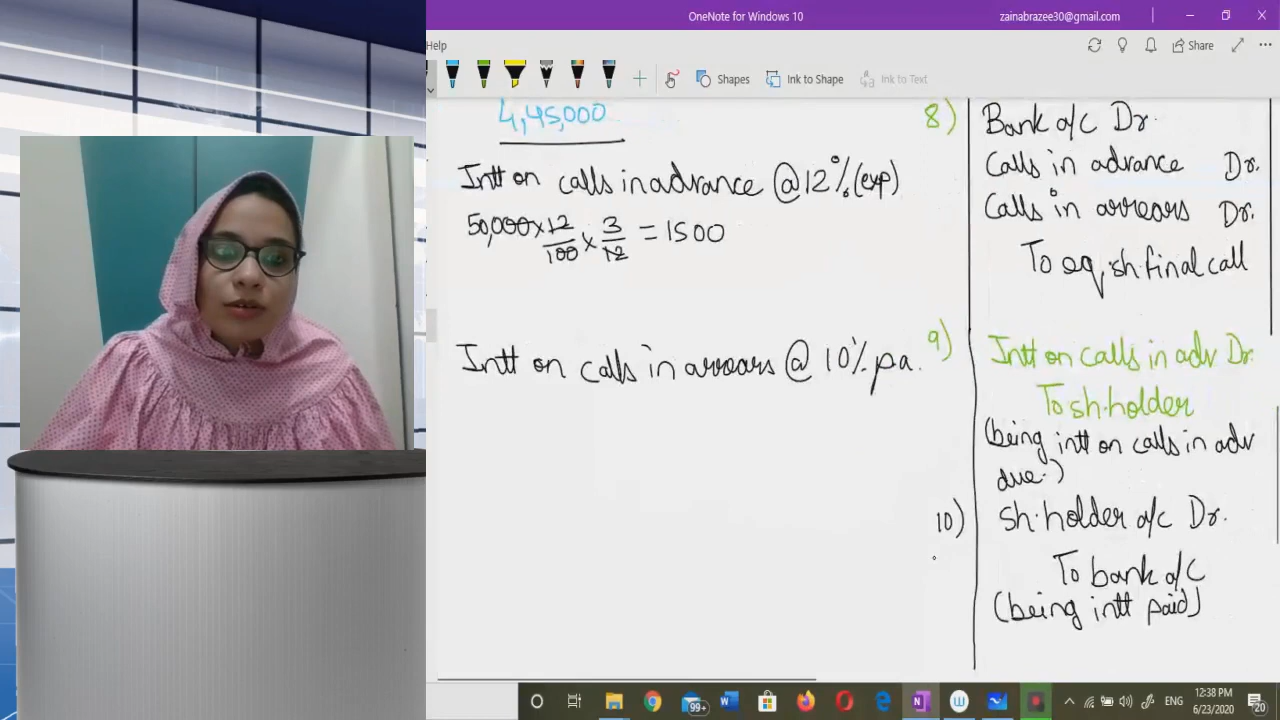 OneNote for Windows 10
zainabrazee30@gmail.com
Help
Share
Shapes
Ink to Shape
Ink to Text
4,45,000
Intt on calls in advance @ 12% (exp)
50,000 x 12/100 x 3/12 = 1500
Intt on calls in arrears @ 10% pa.
8) Bank a/c Dr.
Calls in advance Dr.
Calls in arrears Dr.
To eq. sh. final call
9) Intt on calls in adv Dr.
To sh. holder
(being intt on calls in adv
due.)
10) sh. holder a/c Dr.
To bank a/c
(being intt paid)
99+
ENG
12:38 PM
6/23/2020
20